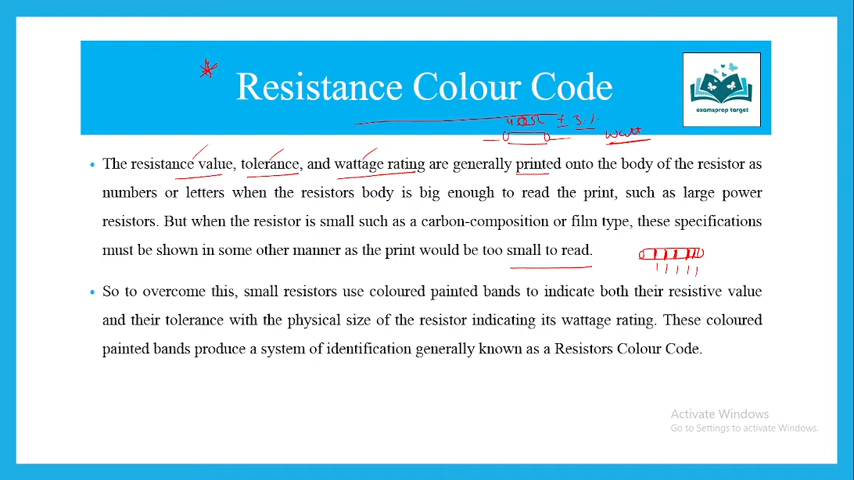 Resistance Colour Code
examsprep target
± 3 %
watt
• The resistance value, tolerance, and wattage rating are generally printed onto the body of the resistor as
numbers or letters when the resistors body is big enough to read the print, such as large power
resistors. But when the resistor is small such as a carbon-composition or film type, these specifications
must be shown in some other manner as the print would be too small to read.
• So to overcome this, small resistors use coloured painted bands to indicate both their resistive value
and their tolerance with the physical size of the resistor indicating its wattage rating. These coloured
painted bands produce a system of identification generally known as a Resistors Colour Code.
Activate Windows
Go to Settings to activate Windows.